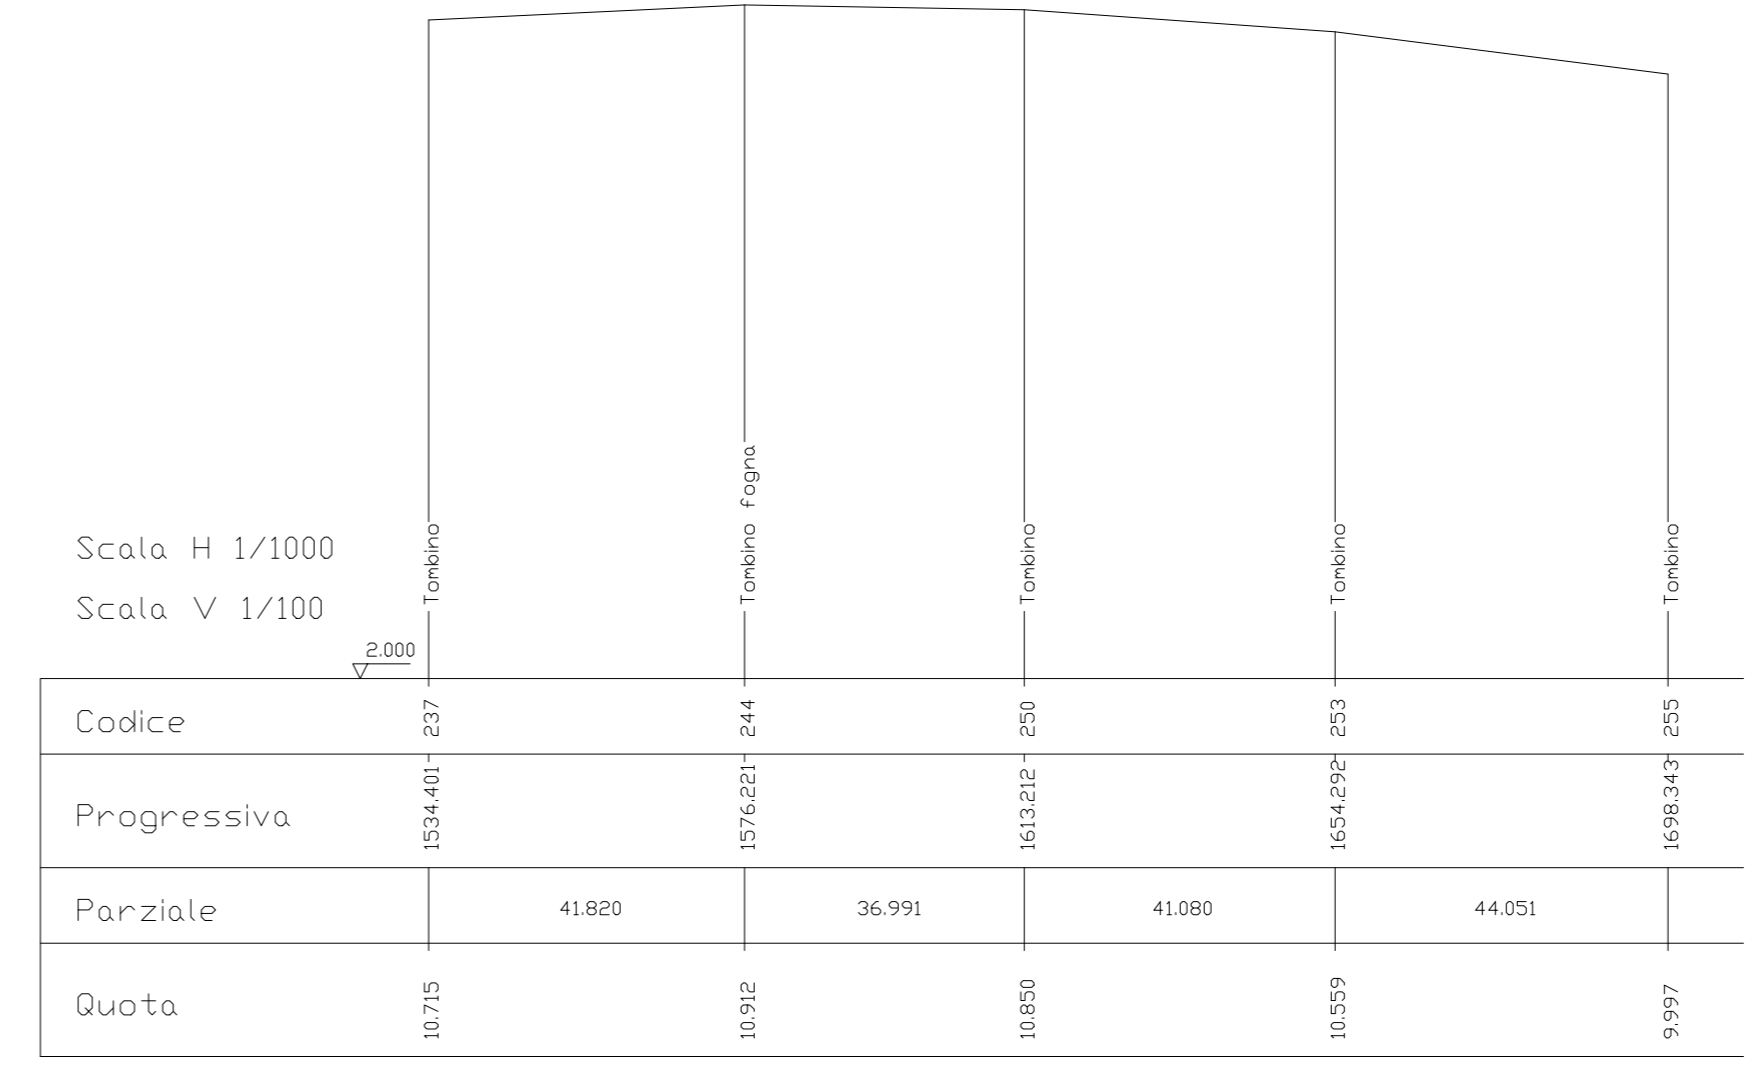 Tombino
Tombino fogna
Tombino
Tombino
Tombino
Scala H 1/1000
Scala V 1/100
2.000
Codice 237 244 250 253 255
Progressiva 1534.401 1576.221 1613.212 1654.292 1698.343
Parziale 41.820 36.991 41.080 44.051
Quota 10.715 10.912 10.850 10.559 9.997